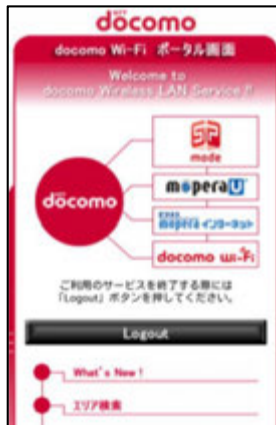 NTT
docomo
docomo Wi-Fi ポータル画面
Welcome to
docomo Wireless LAN Service !!
SP
mode
mopera U
docomo
mopera インターネット
docomo Wi-Fi
ご利用のサービスを終了する際には
「Logout」ボタンを押してください。
Logout
What's New !
エリア検索